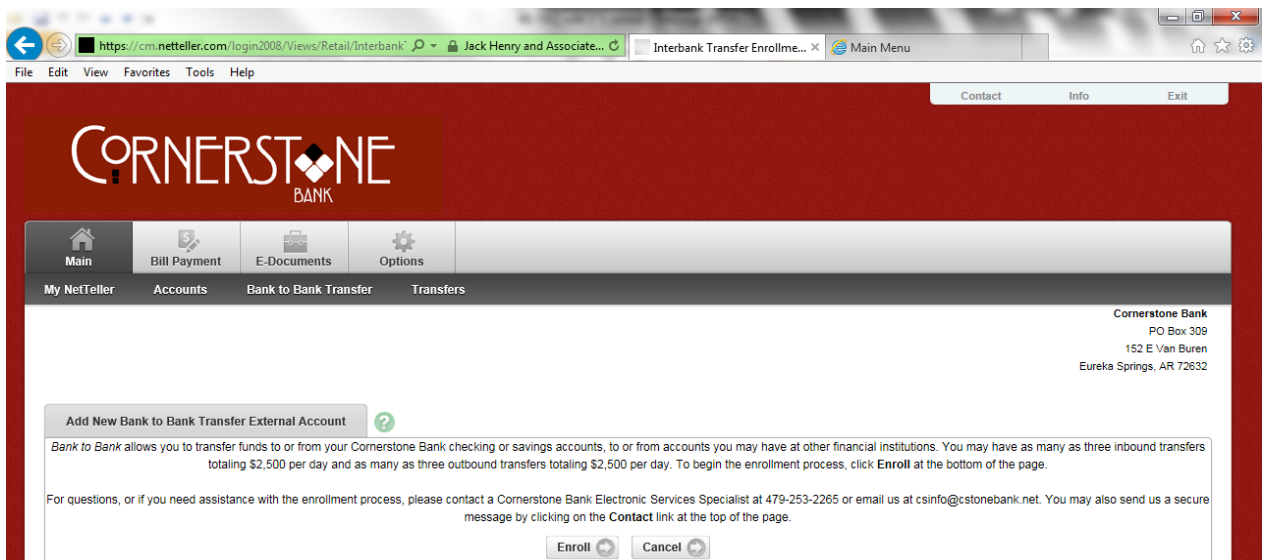 https://cm.netteller.com/login2008/Views/Retail/Interbank
Jack Henry and Associate...
Interbank Transfer Enrollme...
Main Menu
File Edit View Favorites Tools Help
Contact Info Exit
CORNERSTONE
BANK
Main Bill Payment E-Documents Options
My NetTeller Accounts Bank to Bank Transfer Transfers
Cornerstone Bank
PO Box 309
152 E Van Buren
Eureka Springs, AR 72632
Add New Bank to Bank Transfer External Account
Bank to Bank allows you to transfer funds to or from your Cornerstone Bank checking or savings accounts, to or from accounts you may have at other financial institutions. You may have as many as three inbound transfers
totaling $2,500 per day and as many as three outbound transfers totaling $2,500 per day. To begin the enrollment process, click Enroll at the bottom of the page.
For questions, or if you need assistance with the enrollment process, please contact a Cornerstone Bank Electronic Services Specialist at 479-253-2265 or email us at csinfo@cstonebank.net. You may also send us a secure
message by clicking on the Contact link at the top of the page.
Enroll Cancel